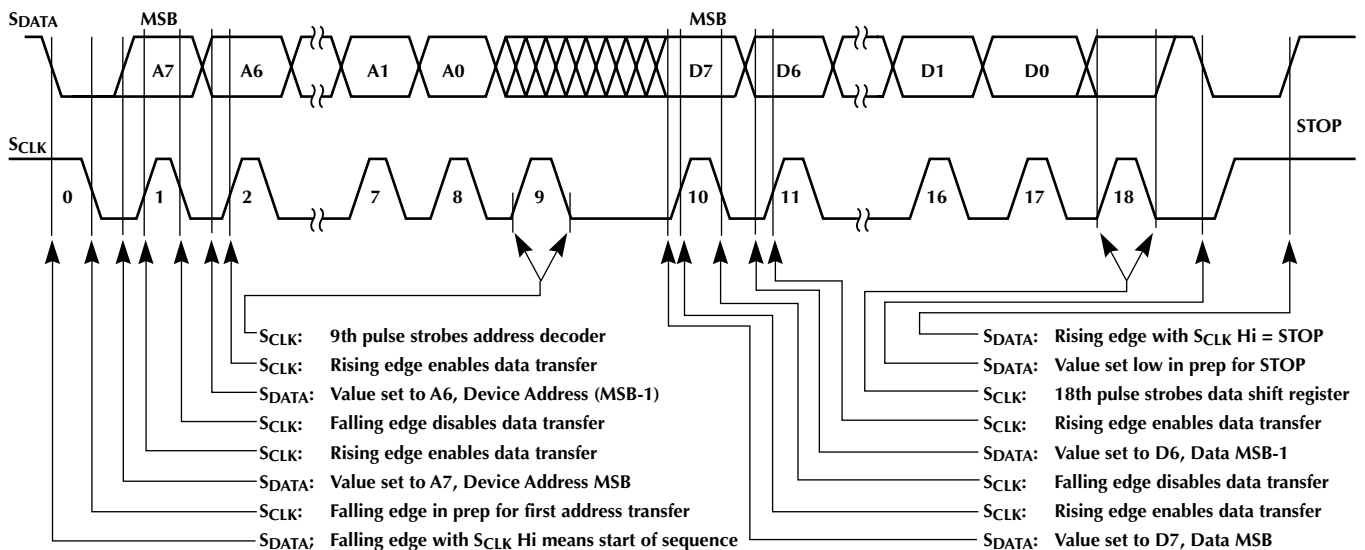 SDATA MSB MSB
A7 A6 A1 A0 D7 D6 D1 D0
SCLK STOP
0 1 2 7 8 9 10 11 16 17 18
SCLK: 9th pulse strobes address decoder
SCLK: Rising edge enables data transfer
SDATA: Value set to A6, Device Address (MSB-1)
SCLK: Falling edge disables data transfer
SCLK: Rising edge enables data transfer
SDATA: Value set to A7, Device Address MSB
SCLK: Falling edge in prep for first address transfer
SDATA; Falling edge with SCLK Hi means start of sequence
SDATA: Rising edge with SCLK Hi = STOP
SDATA: Value set low in prep for STOP
SCLK: 18th pulse strobes data shift register
SCLK: Rising edge enables data transfer
SDATA: Value set to D6, Data MSB-1
SCLK: Falling edge disables data transfer
SCLK: Rising edge enables data transfer
SDATA: Value set to D7, Data MSB